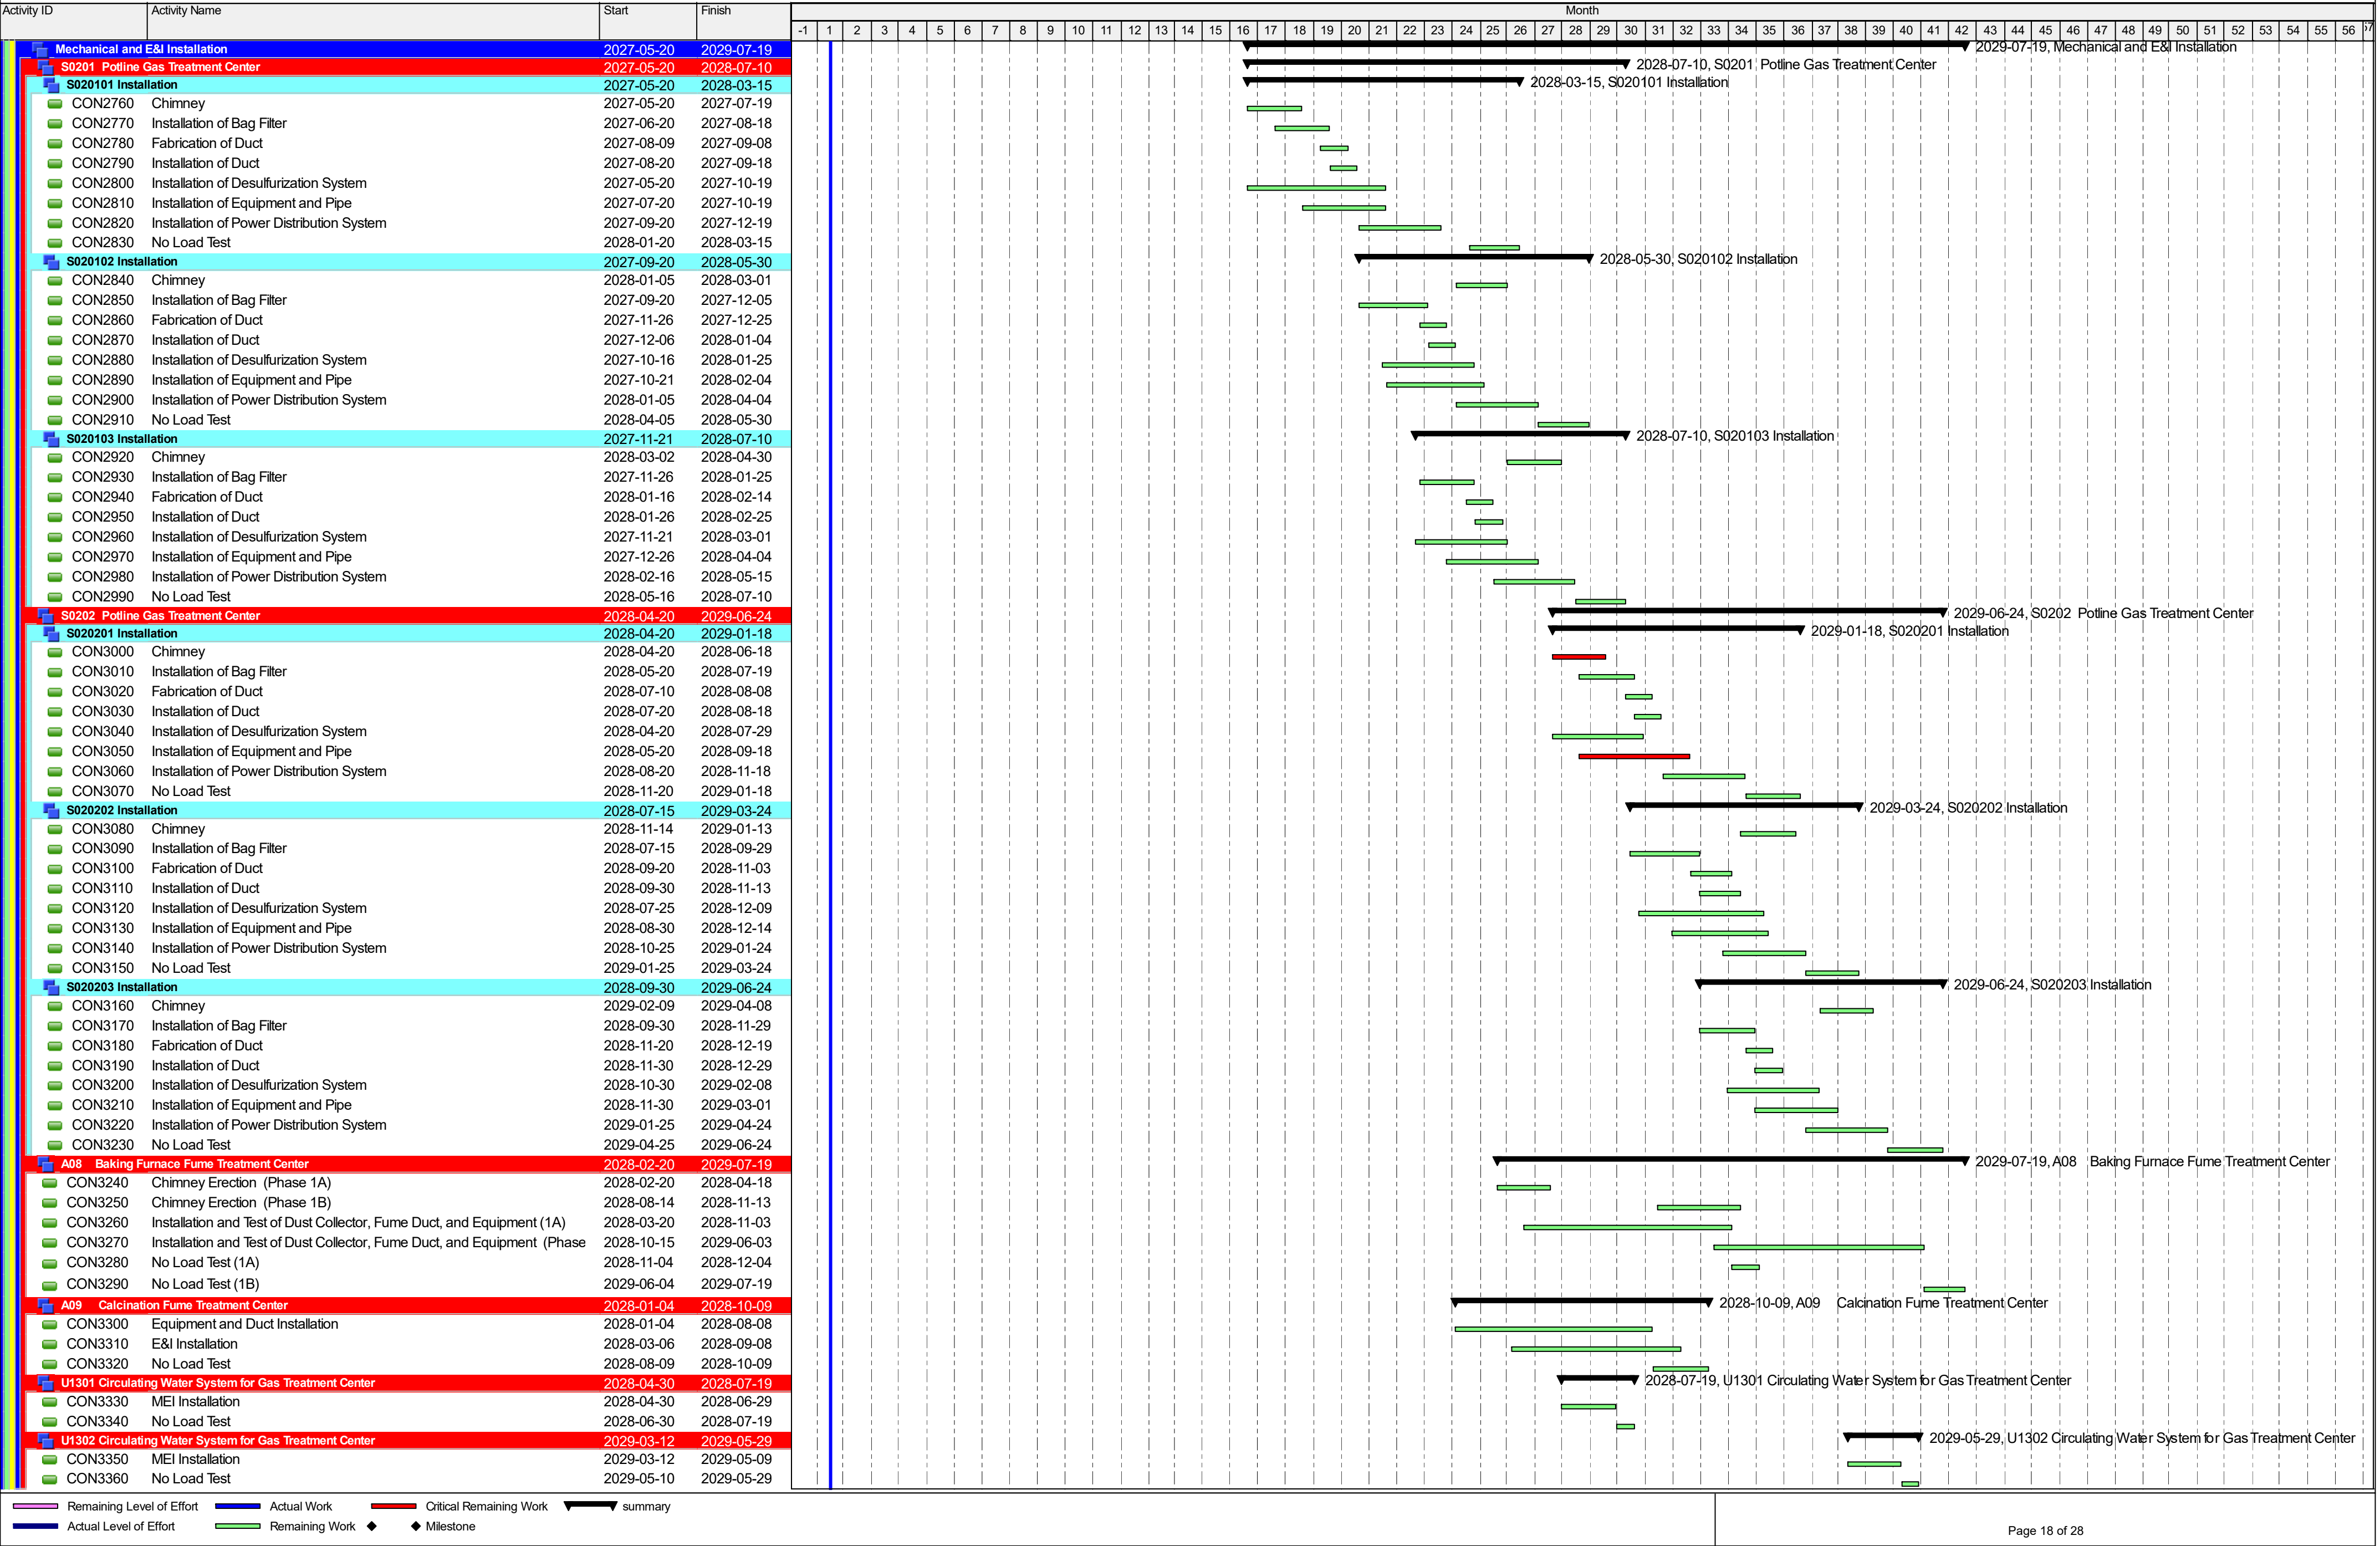 Activity ID Activity Name Start Finish Month
-1 1 2 3 4 5 6 7 8 9 10 11 12 13 14 15 16 17 18 19 20 21 22 23 24 25 26 27 28 29 30 31 32 33 34 35 36 37 38 39 40 41 42 43 44 45 46 47 48 49 50 51 52 53 54 55 56
Mechanical and E&I Installation 2027-05-20 2029-07-19 2029-07-19, Mechanical and E&I Installation
S0201 Potline Gas Treatment Center 2027-05-20 2028-07-10 2028-07-10, S0201 Potline Gas Treatment Center
S020101 Installation 2027-05-20 2028-03-15 2028-03-15, S020101 Installation
CON2760 Chimney 2027-05-20 2027-07-19
CON2770 Installation of Bag Filter 2027-06-20 2027-08-18
CON2780 Fabrication of Duct 2027-08-09 2027-09-08
CON2790 Installation of Duct 2027-08-20 2027-09-18
CON2800 Installation of Desulfurization System 2027-05-20 2027-10-19
CON2810 Installation of Equipment and Pipe 2027-07-20 2027-10-19
CON2820 Installation of Power Distribution System 2027-09-20 2027-12-19
CON2830 No Load Test 2028-01-20 2028-03-15
S020102 Installation 2027-09-20 2028-05-30 2028-05-30, S020102 Installation
CON2840 Chimney 2028-01-05 2028-03-01
CON2850 Installation of Bag Filter 2027-09-20 2027-12-05
CON2860 Fabrication of Duct 2027-11-26 2027-12-25
CON2870 Installation of Duct 2027-12-06 2028-01-04
CON2880 Installation of Desulfurization System 2027-10-16 2028-01-25
CON2890 Installation of Equipment and Pipe 2027-10-21 2028-02-04
CON2900 Installation of Power Distribution System 2028-01-05 2028-04-04
CON2910 No Load Test 2028-04-05 2028-05-30
S020103 Installation 2027-11-21 2028-07-10 2028-07-10, S020103 Installation
CON2920 Chimney 2028-03-02 2028-04-30
CON2930 Installation of Bag Filter 2027-11-26 2028-01-25
CON2940 Fabrication of Duct 2028-01-16 2028-02-14
CON2950 Installation of Duct 2028-01-26 2028-02-25
CON2960 Installation of Desulfurization System 2027-11-21 2028-03-01
CON2970 Installation of Equipment and Pipe 2027-12-26 2028-04-04
CON2980 Installation of Power Distribution System 2028-02-16 2028-05-15
CON2990 No Load Test 2028-05-16 2028-07-10
S0202 Potline Gas Treatment Center 2028-04-20 2029-06-24 2029-06-24, S0202 Potline Gas Treatment Center
S020201 Installation 2028-04-20 2029-01-18 2029-01-18, S020201 Installation
CON3000 Chimney 2028-04-20 2028-06-18
CON3010 Installation of Bag Filter 2028-05-20 2028-07-19
CON3020 Fabrication of Duct 2028-07-10 2028-08-08
CON3030 Installation of Duct 2028-07-20 2028-08-18
CON3040 Installation of Desulfurization System 2028-04-20 2028-07-29
CON3050 Installation of Equipment and Pipe 2028-05-20 2028-09-18
CON3060 Installation of Power Distribution System 2028-08-20 2028-11-18
CON3070 No Load Test 2028-11-20 2029-01-18
S020202 Installation 2028-07-15 2029-03-24 2029-03-24, S020202 Installation
CON3080 Chimney 2028-11-14 2029-01-13
CON3090 Installation of Bag Filter 2028-07-15 2028-09-29
CON3100 Fabrication of Duct 2028-09-20 2028-11-03
CON3110 Installation of Duct 2028-09-30 2028-11-13
CON3120 Installation of Desulfurization System 2028-07-25 2028-12-09
CON3130 Installation of Equipment and Pipe 2028-08-30 2028-12-14
CON3140 Installation of Power Distribution System 2028-10-25 2029-01-24
CON3150 No Load Test 2029-01-25 2029-03-24
S020203 Installation 2028-09-30 2029-06-24 2029-06-24, S020203 Installation
CON3160 Chimney 2029-02-09 2029-04-08
CON3170 Installation of Bag Filter 2028-09-30 2028-11-29
CON3180 Fabrication of Duct 2028-11-20 2028-12-19
CON3190 Installation of Duct 2028-11-30 2028-12-29
CON3200 Installation of Desulfurization System 2028-10-30 2029-02-08
CON3210 Installation of Equipment and Pipe 2028-11-30 2029-03-01
CON3220 Installation of Power Distribution System 2029-01-25 2029-04-24
CON3230 No Load Test 2029-04-25 2029-06-24
A08 Baking Furnace Fume Treatment Center 2028-02-20 2029-07-19 2029-07-19, A08 Baking Furnace Fume Treatment Center
CON3240 Chimney Erection (Phase 1A) 2028-02-20 2028-04-18
CON3250 Chimney Erection (Phase 1B) 2028-08-14 2028-11-13
CON3260 Installation and Test of Dust Collector, Fume Duct, and Equipment (1A) 2028-03-20 2028-11-03
CON3270 Installation and Test of Dust Collector, Fume Duct, and Equipment (Phase 2028-10-15 2029-06-03
CON3280 No Load Test (1A) 2028-11-04 2028-12-04
CON3290 No Load Test (1B) 2029-06-04 2029-07-19
A09 Calcination Fume Treatment Center 2028-01-04 2028-10-09 2028-10-09, A09 Calcination Fume Treatment Center
CON3300 Equipment and Duct Installation 2028-01-04 2028-08-08
CON3310 E&I Installation 2028-03-06 2028-09-08
CON3320 No Load Test 2028-08-09 2028-10-09
U1301 Circulating Water System for Gas Treatment Center 2028-04-30 2028-07-19 2028-07-19, U1301 Circulating Water System for Gas Treatment Center
CON3330 MEI Installation 2028-04-30 2028-06-29
CON3340 No Load Test 2028-06-30 2028-07-19
U1302 Circulating Water System for Gas Treatment Center 2029-03-12 2029-05-29 2029-05-29, U1302 Circulating Water System for Gas Treatment Center
CON3350 MEI Installation 2029-03-12 2029-05-09
CON3360 No Load Test 2029-05-10 2029-05-29
Remaining Level of Effort Actual Work Critical Remaining Work summary
Actual Level of Effort Remaining Work Milestone
Page 18 of 28